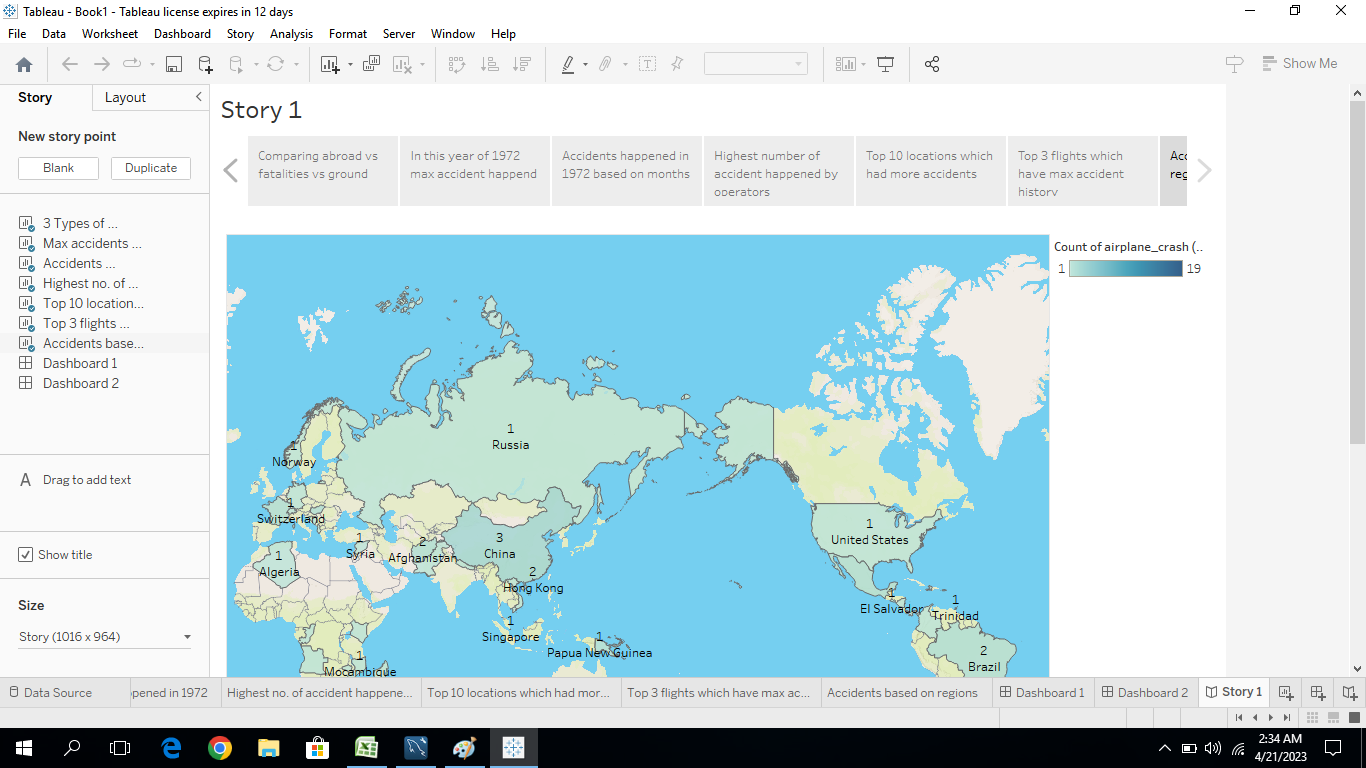 Tableau - Book1 - Tableau license expires in 12 days
File Data Worksheet Dashboard Story Analysis Format Server Window Help
Show Me
Story Layout
New story point
Blank Duplicate
3 Types of ...
Max accidents ...
Accidents ...
Highest no. of ...
Top 10 location...
Top 3 flights ...
Accidents base...
Dashboard 1
Dashboard 2
A Drag to add text
Show title
Size
Story (1016 x 964)
Story 1
Comparing abroad vs
fatalities vs ground
In this year of 1972
max accident happend
Accidents happened in
1972 based on months
Highest number of
accident happened by
operators
Top 10 locations which
had more accidents
Top 3 flights which
have max accident
history
Acc
reg
Count of airplane_crash (..
1 19
1
Russia
1
Norway
1
Switzerland
1
Syria
2
Afghanistan
3
China
1
Algeria
2
Hong Kong
1
Singapore
1
Papua New Guinea
1
Mocambique
1
United States
1
El Salvador
1
Trinidad
2
Brazil
Data Source pened in 1972 Highest no. of accident happene... Top 10 locations which had mor... Top 3 flights which have max ac... Accidents based on regions Dashboard 1 Dashboard 2 Story 1
2:34 AM
4/21/2023